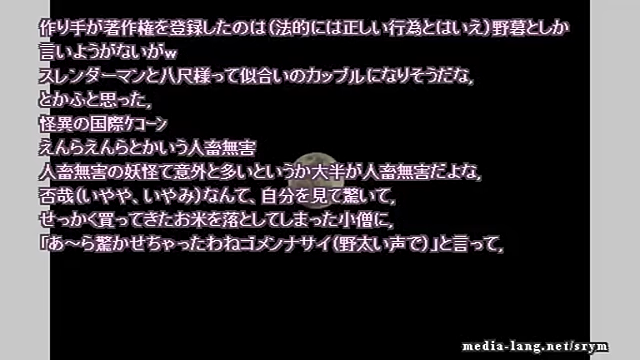 作り手が著作権を登録したのは（法的には正しい行為とはいえ）野暮としか
言いようがないがw
スレンダーマンと八尺様って似合いのカップルになりそうだな，
とかふと思った，
怪異の国際ｹｺｰﾝ
えんらえんらとかいう人畜無害
人畜無害の妖怪て意外と多いというか大半が人畜無害だよな，
否哉（いやや、いやみ）なんて、自分を見て驚いて，
せっかく買ってきたお米を落としてしまった小僧に，
「あ～ら驚かせちゃったわねゴメンナサイ（野太い声で）」と言って，
media-lang.net/srym